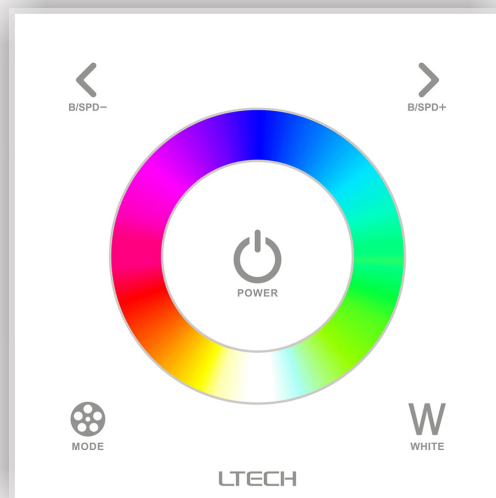 B/SPD−
B/SPD+
POWER
MODE
W
WHITE
LTECH